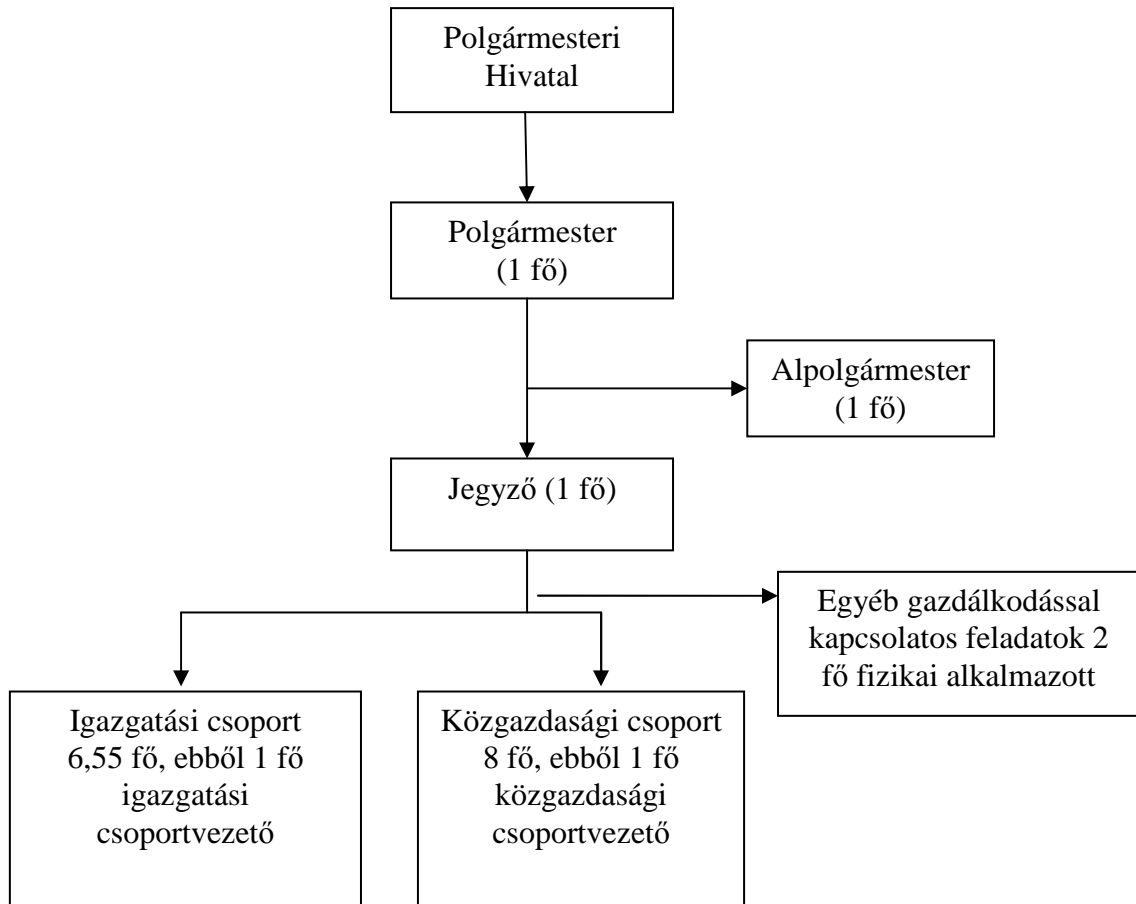 Polgármesteri
Hivatal
Polgármester
(1 fő)
Alpolgármester
(1 fő)
Jegyző (1 fő)
Egyéb gazdálkodással
kapcsolatos feladatok 2
fő fizikai alkalmazott
Igazgatási csoport
6,55 fő, ebből 1 fő
igazgatási
csoportvezető
Közgazdasági csoport
8 fő, ebből 1 fő
közgazdasági
csoportvezető